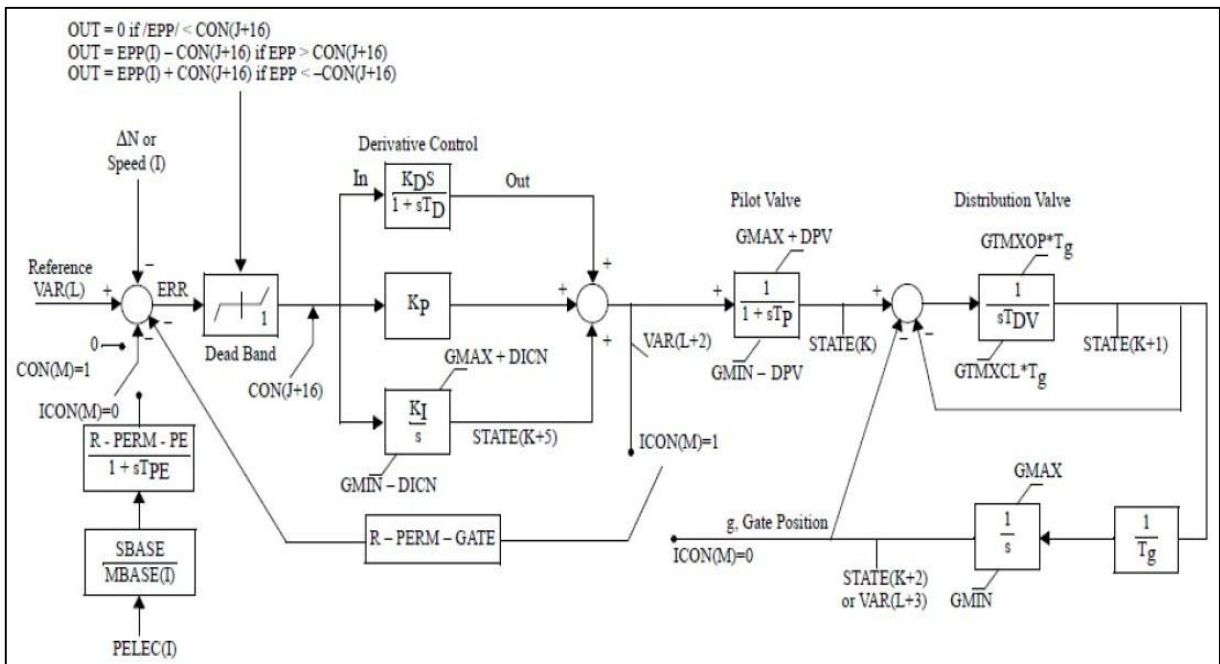 OUT = 0 if /EPP/ < CON(J+16)
OUT = EPP(I) − CON(J+16) if EPP > CON(J+16)
OUT = EPP(I) + CON(J+16) if EPP < −CON(J+16)
ΔN or
Speed (I)
Derivative Control
In
KDS
1 + sTD
Out
Pilot Valve
Distribution Valve
GMAX + DPV
GTMXOP*Tg
Reference
VAR(L)
+
−
ERR
−
−
1
Dead Band
KP
+
+
+
+
1
1 + sTP
+
−
−
1
sTDV
0
CON(M)=1
ICON(M)=0
CON(J+16)
GMAX + DICN
VAR(L+2)
STATE(K)
STATE(K+1)
GMIN − DPV
GTMXCL*Tg
KI
s
STATE(K+5)
GMIN − DICN
ICON(M)=1
R - PERM - PE
1 + sTPE
R − PERM − GATE
g, Gate Position
ICON(M)=0
GMAX
1
s
GMIN
1
Tg
STATE(K+2)
or VAR(L+3)
SBASE
MBASE(I)
PELEC(I)